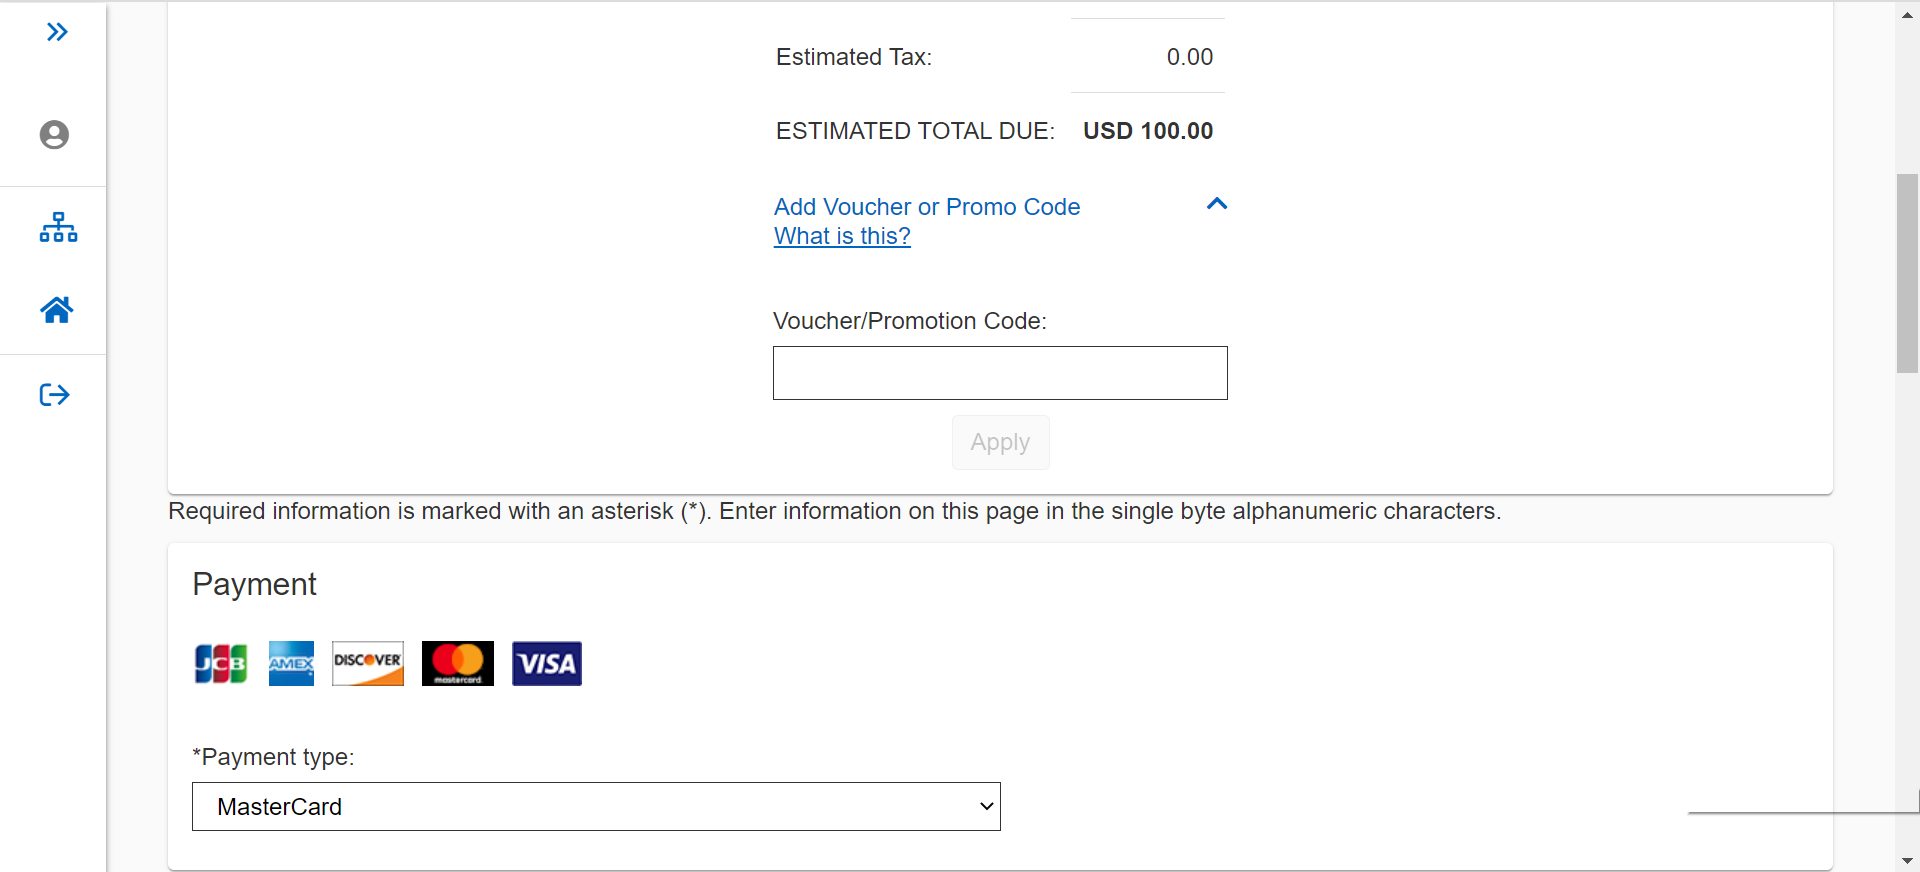 Estimated Tax: 0.00
ESTIMATED TOTAL DUE: USD 100.00
Add Voucher or Promo Code
What is this?
Voucher/Promotion Code:
Apply
Required information is marked with an asterisk (*). Enter information on this page in the single byte alphanumeric characters.
Payment
JCB AMEX DISCOVER mastercard VISA
*Payment type:
MasterCard